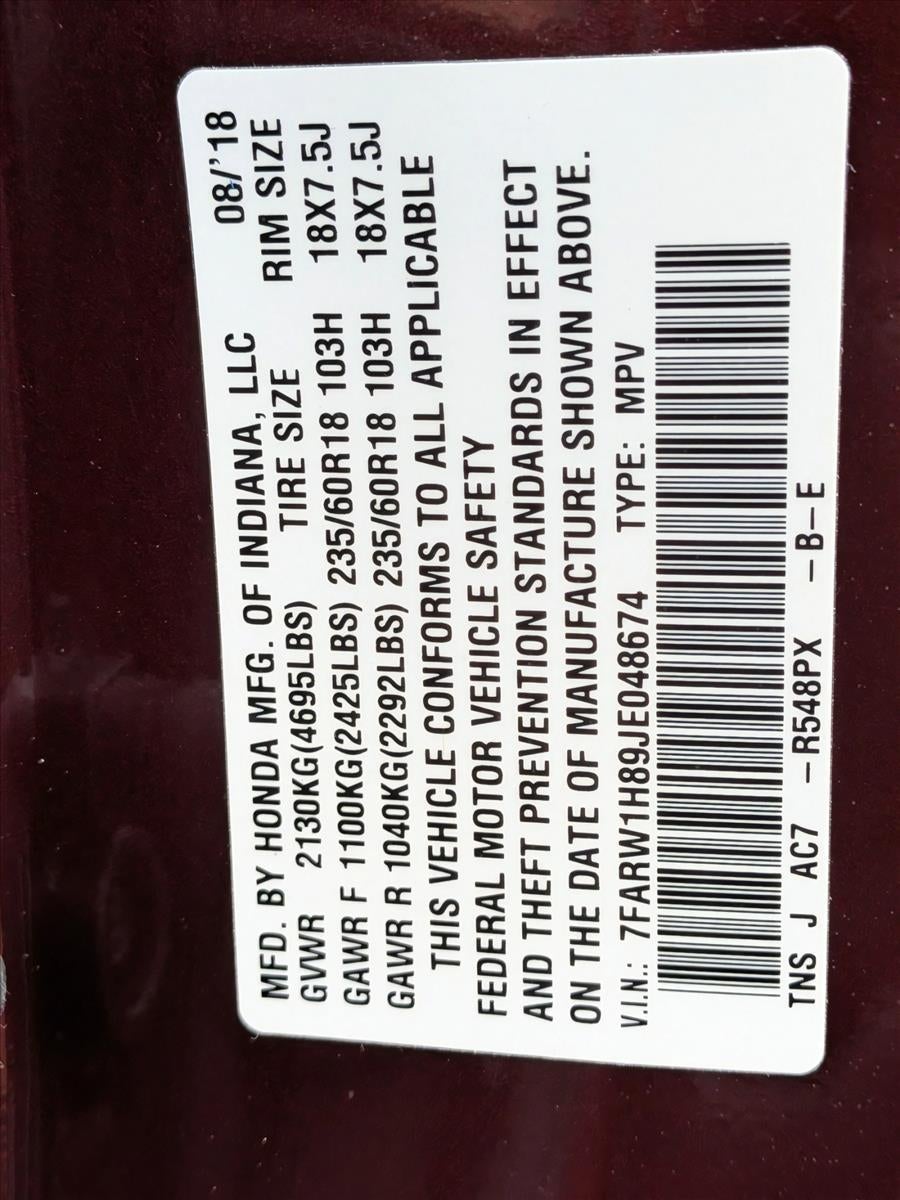 MFD. BY HONDA MFG. OF INDIANA, LLC 08/'18
GVWR 2130KG(4695LBS) TIRE SIZE RIM SIZE
GAWR F 1100KG(2425LBS) 235/60R18 103H 18X7.5J
GAWR R 1040KG(2292LBS) 235/60R18 103H 18X7.5J
THIS VEHICLE CONFORMS TO ALL APPLICABLE
FEDERAL MOTOR VEHICLE SAFETY
AND THEFT PREVENTION STANDARDS IN EFFECT
ON THE DATE OF MANUFACTURE SHOWN ABOVE.
V.I.N.: 7FARW1H89JE048674 TYPE: MPV
TNS J AC7 -R548PX -B-E